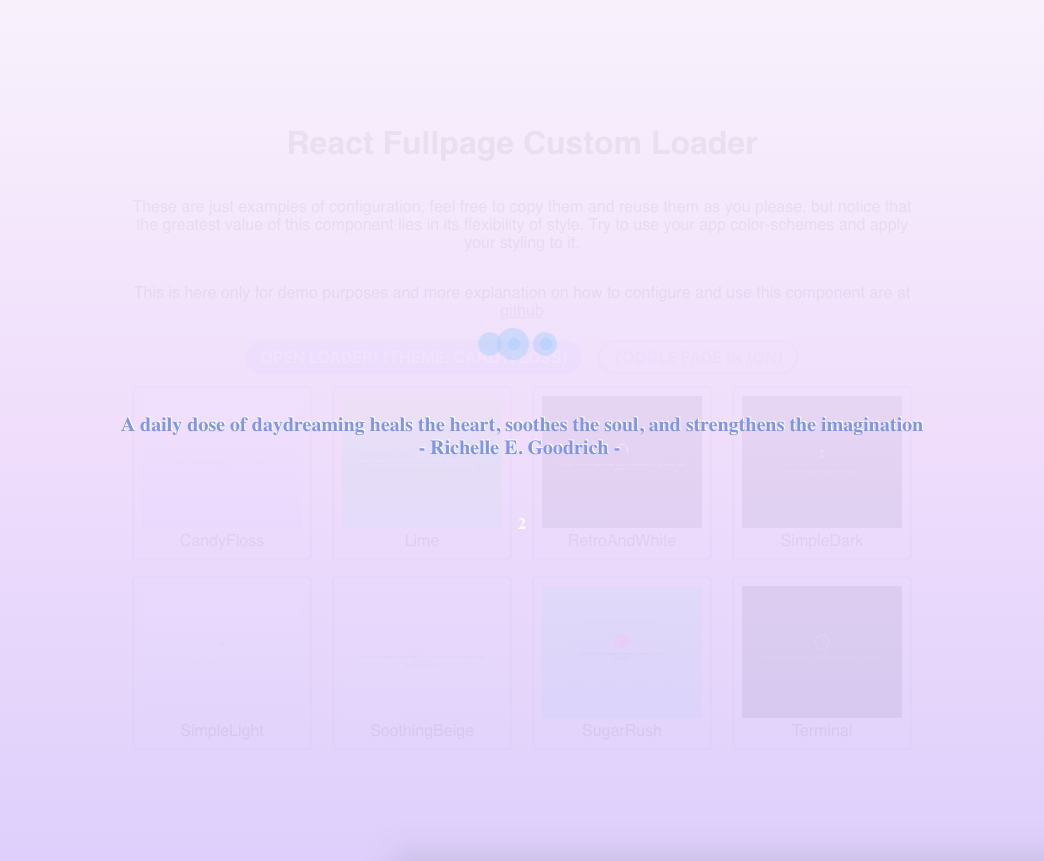 React Fullpage Custom Loader
These are just examples of configuration, feel free to copy them and reuse them as you please, but notice that
the greatest value of this component lies in its flexibility of style. Try to use your app color-schemes and apply
your styling to it.
This is here only for demo purposes and more explanation on how to configure and use this component are at
github
OPEN LOADER! (THEME: CANDYFLOSS) TOGGLE FADE IN (ON)
A daily dose of daydreaming heals the heart, soothes the soul, and strengthens the imagination
- Richelle E. Goodrich -
2
CandyFloss Lime RetroAndWhite SimpleDark
SimpleLight SoothingBeige SugarRush Terminal